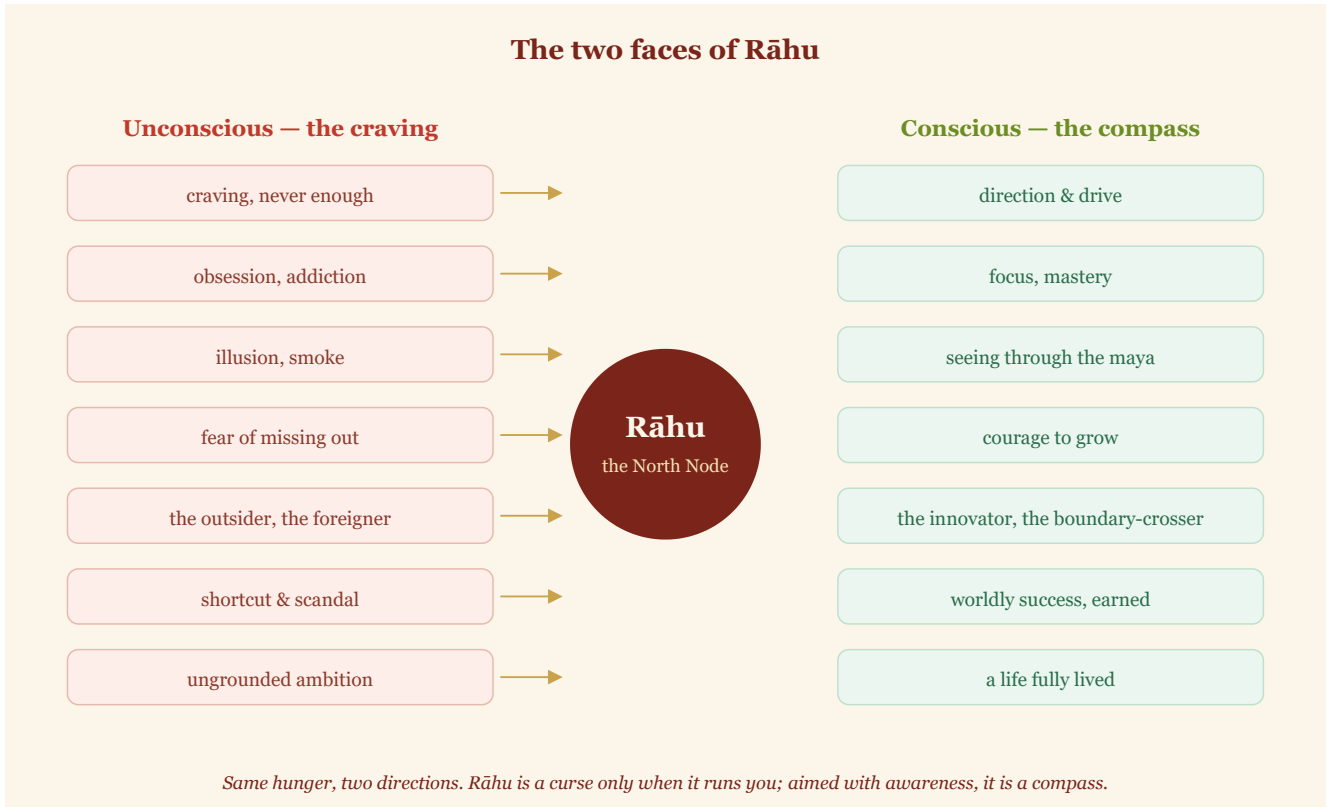 The two faces of Rāhu
Unconscious — the craving
Conscious — the compass
craving, never enough
direction & drive
obsession, addiction
focus, mastery
illusion, smoke
seeing through the maya
fear of missing out
courage to grow
Rāhu
the North Node
the outsider, the foreigner
the innovator, the boundary-crosser
shortcut & scandal
worldly success, earned
ungrounded ambition
a life fully lived
Same hunger, two directions. Rāhu is a curse only when it runs you; aimed with awareness, it is a compass.